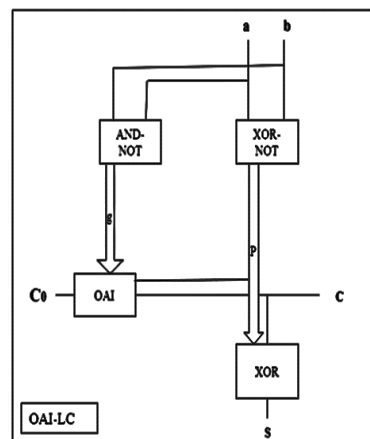 a b
AND-
NOT
XOR-
NOT
g
P
C0
OAI
C
XOR
OAI-LC
S